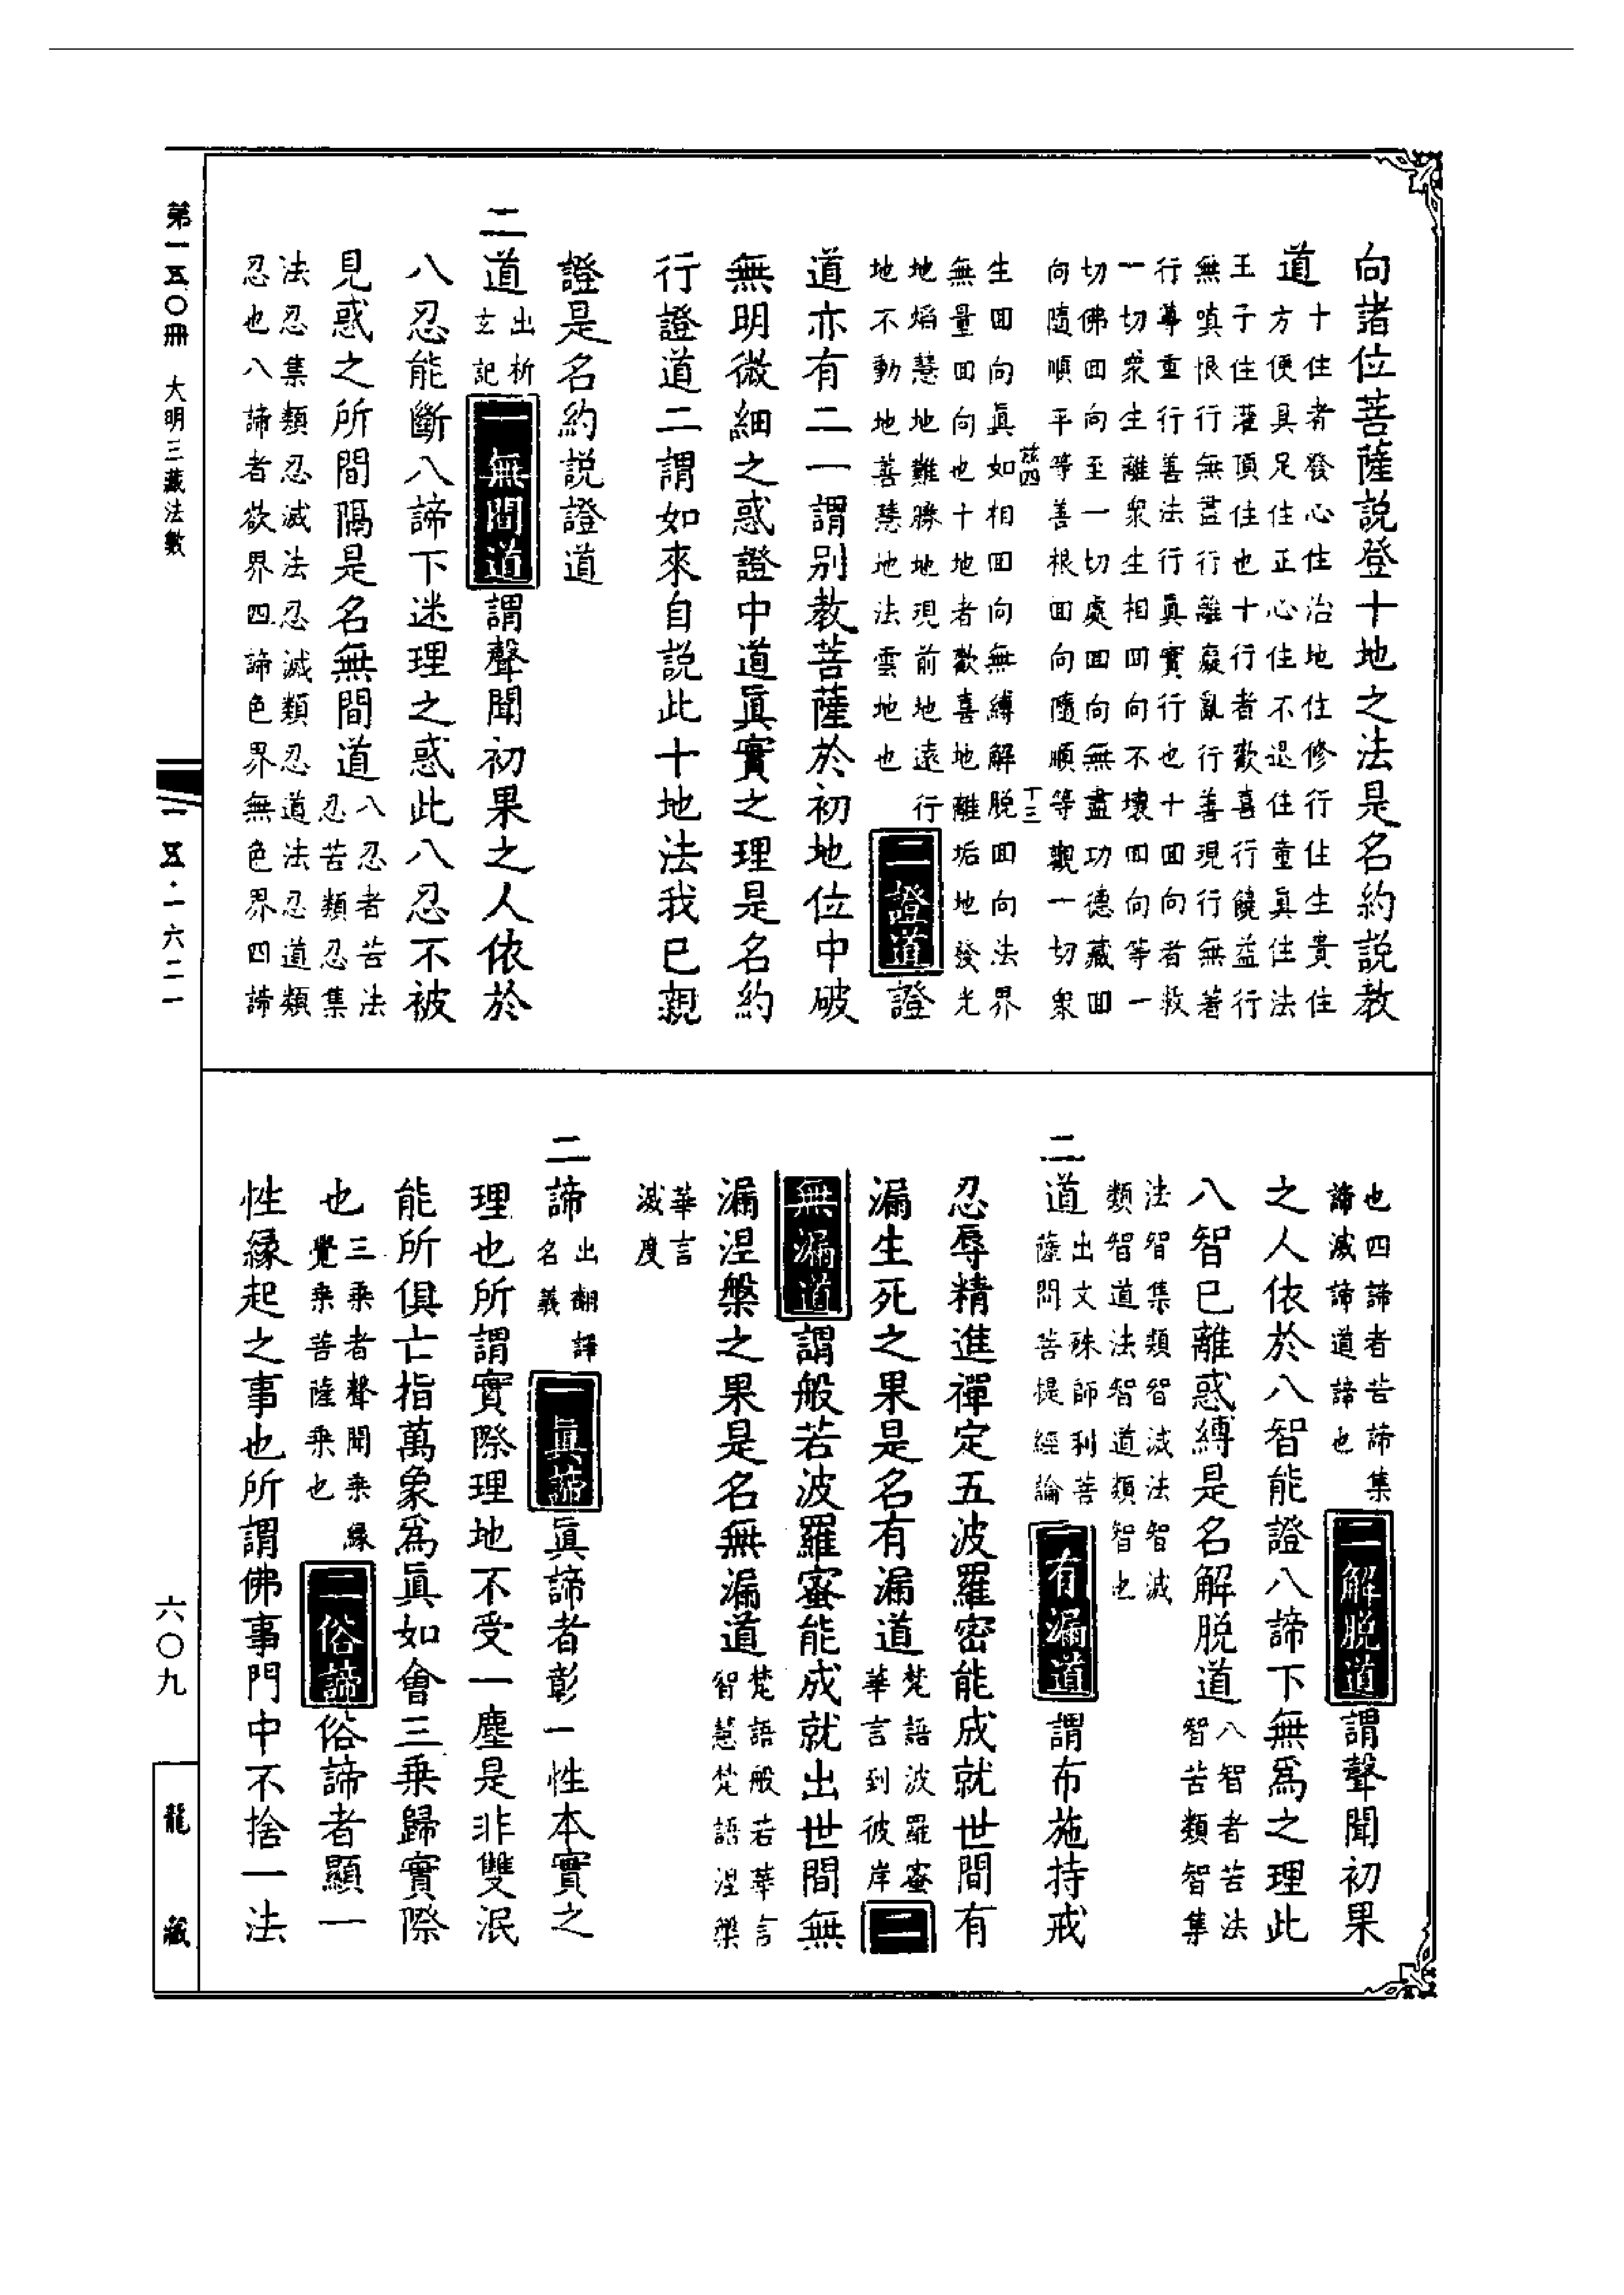 向諸位菩薩説登十地之法是名約説教
道
十住者發心住治地住修行住生貴住
方便具足住正心住不退住童眞住法
王子住灌頂住也十行者歡喜行饒益行
無嗔恨行無盡行離癡亂行善現行無著
行尊重行善法行眞實行也十回向者救
一切衆生離衆生相回向不壞回向等一
切佛回向至一切處回向無盡功德藏回
向隨順平等善根回向隨順等觀一切衆
生回向眞如相回向無縛解脱回向法界
無量回向也十地者歡喜地離垢地發光
地焰慧地難勝地現前地遠行
地不動地善慧地法雲地也
二證道證
道亦有二一謂别教菩薩於初地位中破
無明微細之惑證中道眞實之理是名約
行證道二謂如來自説此十地法我已親
證是名約説證道
二道
出析
玄記
一無間道謂聲聞初果之人依於
八忍能斷八諦下迷理之惑此八忍不被
見惑之所間隔是名無間道
八忍者苦法
忍苦類忍集
法忍集類忍滅法忍滅類忍道法忍道類
忍也八諦者欲界四諦色界無色界四諦
也四諦者苦諦集
諦滅諦道諦也
二解脱道謂聲聞初果
之人依於八智能證八諦下無爲之理此
八智已離惑縛是名解脱道
八智者苦法
智苦類智集
法智集類智滅法智滅
類智道法智道類智也
二道
出文殊師利菩
薩問菩提經論
一有漏道謂布施持戒
忍辱精進禪定五波羅密能成就世間有
漏生死之果是名有漏道
梵語波羅蜜
華言到彼岸
二
無漏道謂般若波羅蜜能成就出世間無
漏涅槃之果是名無漏道
梵語般若華言
智慧梵語涅槃
華言
滅度
二諦
出翻譯
名義
一眞諦眞諦者彰一性本實之
理也所謂實際理地不受一塵是非雙泯
能所俱亡指萬象爲眞如會三乘歸實際
也
三乘者聲聞乘緣
覺乘菩薩乘也
二俗諦俗諦者顯一
性緣起之事也所謂佛事門中不捨一法
第一五〇冊 大明三藏法數
一五·一六二一
六〇九
龍藏